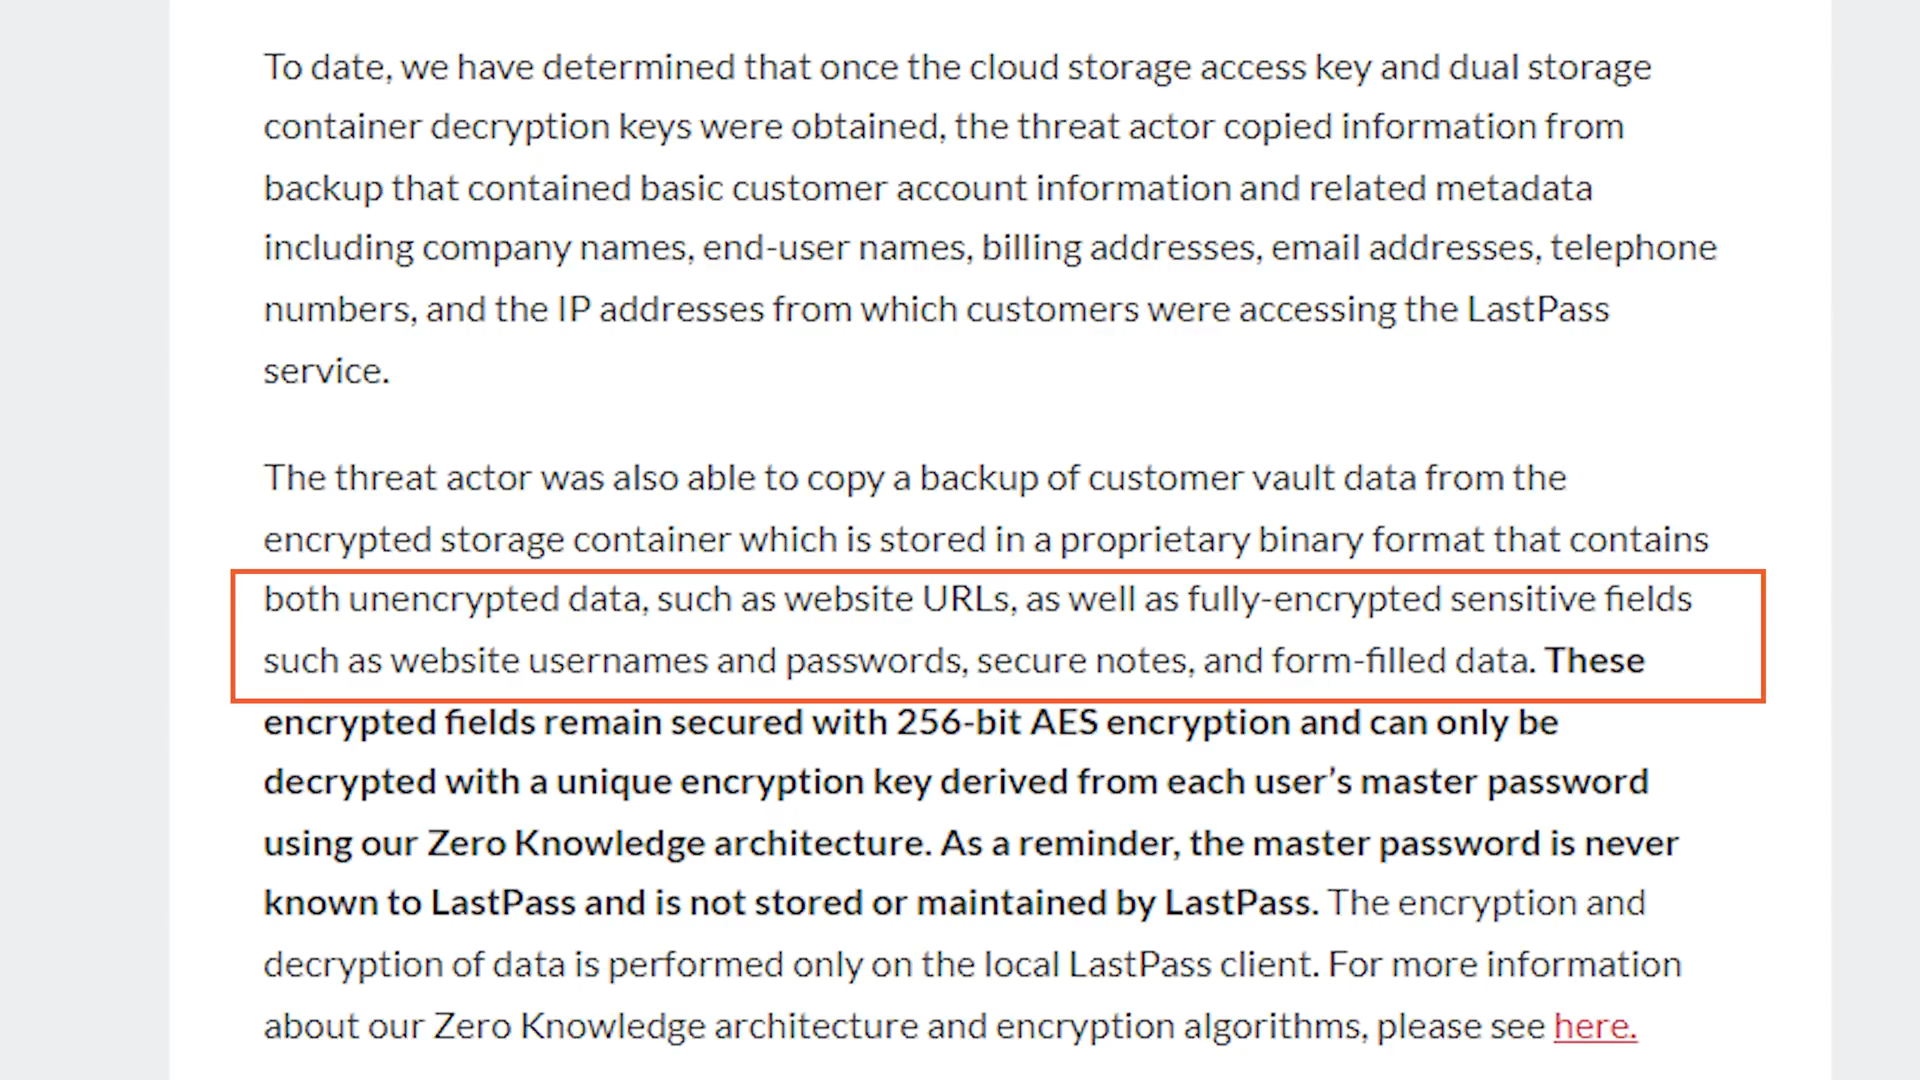 To date, we have determined that once the cloud storage access key and dual storage
container decryption keys were obtained, the threat actor copied information from
backup that contained basic customer account information and related metadata
including company names, end-user names, billing addresses, email addresses, telephone
numbers, and the IP addresses from which customers were accessing the LastPass
service.
The threat actor was also able to copy a backup of customer vault data from the
encrypted storage container which is stored in a proprietary binary format that contains
both unencrypted data, such as website URLs, as well as fully-encrypted sensitive fields
such as website usernames and passwords, secure notes, and form-filled data. These
encrypted fields remain secured with 256-bit AES encryption and can only be
decrypted with a unique encryption key derived from each user’s master password
using our Zero Knowledge architecture. As a reminder, the master password is never
known to LastPass and is not stored or maintained by LastPass. The encryption and
decryption of data is performed only on the local LastPass client. For more information
about our Zero Knowledge architecture and encryption algorithms, please see here.